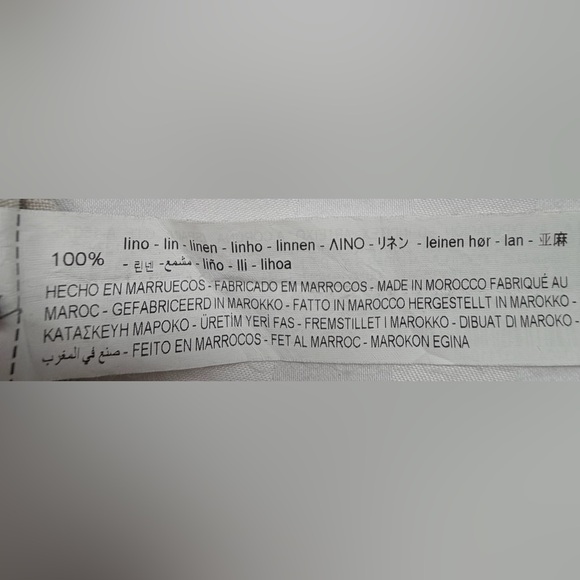 100% lino - lin - linen - linho - linnen - ΛINO - リネン - leinen hør - lan - 亚麻
- 린넨 - مشمع - liño - lli - lihoa
HECHO EN MARRUECOS - FABRICADO EM MARROCOS - MADE IN MOROCCO FABRIQUÉ AU
MAROC - GEFABRICEERD IN MAROKKO - FATTO IN MAROCCO HERGESTELLT IN MAROKKO -
ΚΑΤΑΣΚΕΥΗ ΜΑΡΟΚΟ - ÜRETİM YERİ FAS - FREMSTILLET I MAROKKO - DIBUAT DI MAROKO -
صنع في المغرب - FEITO EN MARROCOS - FET AL MARROC - MAROKON EGINA